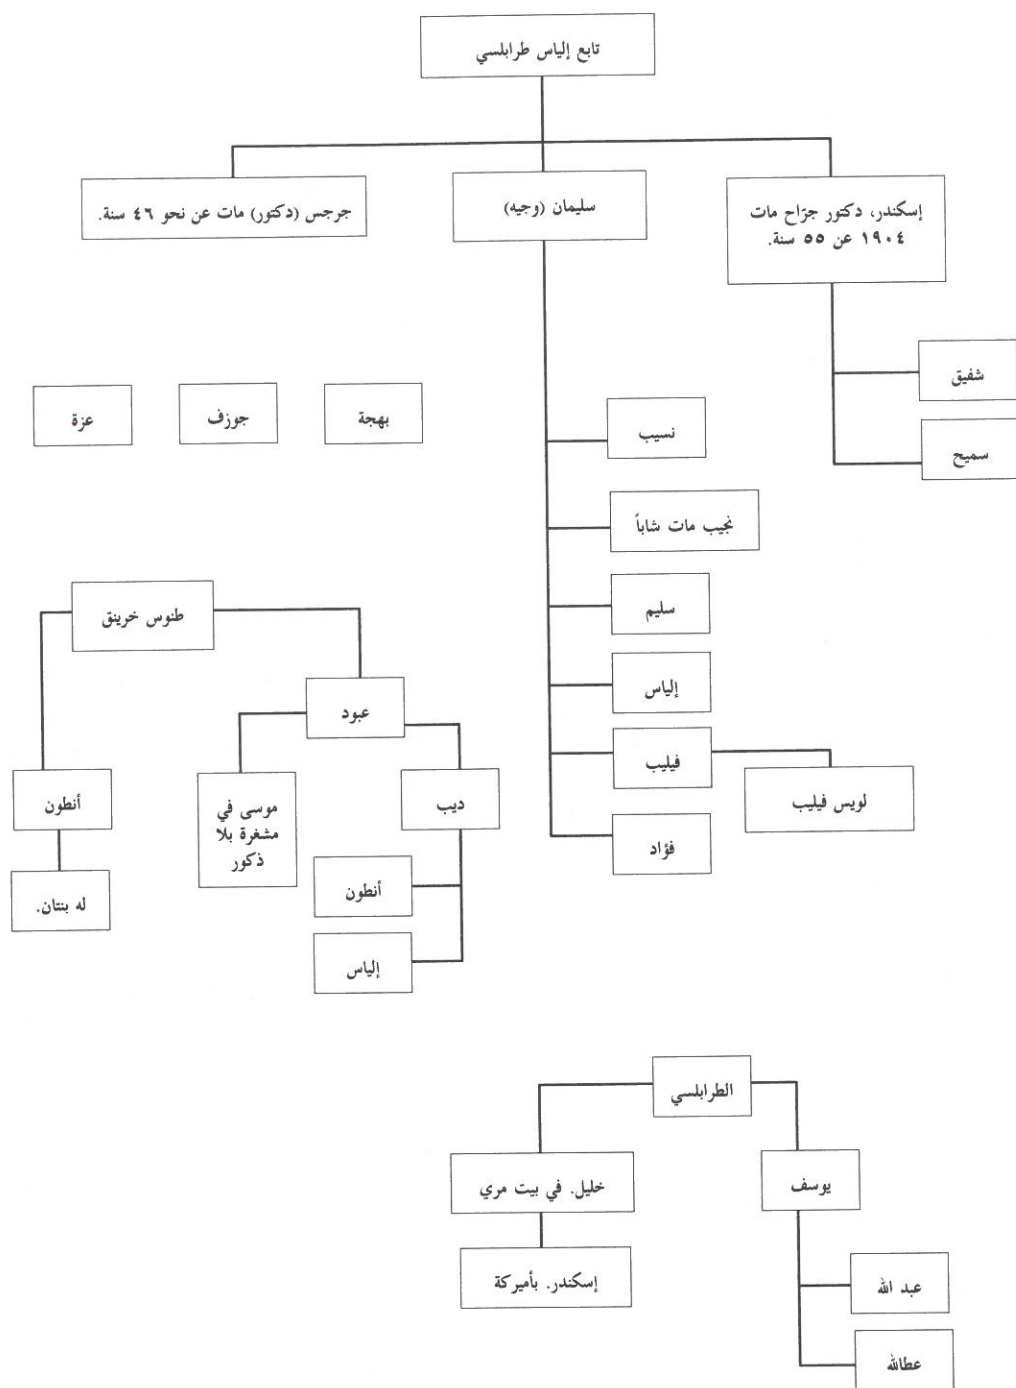 تابع إلياس طرابلسي
إسكندر، دكتور جرّاح مات
١٩٠٤ عن ٥٥ سنة.
سليمان (وجيه)
جرجس (دكتور) مات عن نحو ٤٦ سنة.
شفيق
سميح
بهجة
جوزف
عزة
نسيب
نجيب مات شاباً
سليم
إلياس
فيليب
لويس فيليب
فؤاد
طنوس خرينق
عبود
أنطون
له بنتان.
موسى في
مشغرة بلا
ذكور
ديب
أنطون
إلياس
الطرابلسي
يوسف
خليل. في بيت مري
إسكندر. بأميركة
عبد الله
عطالله